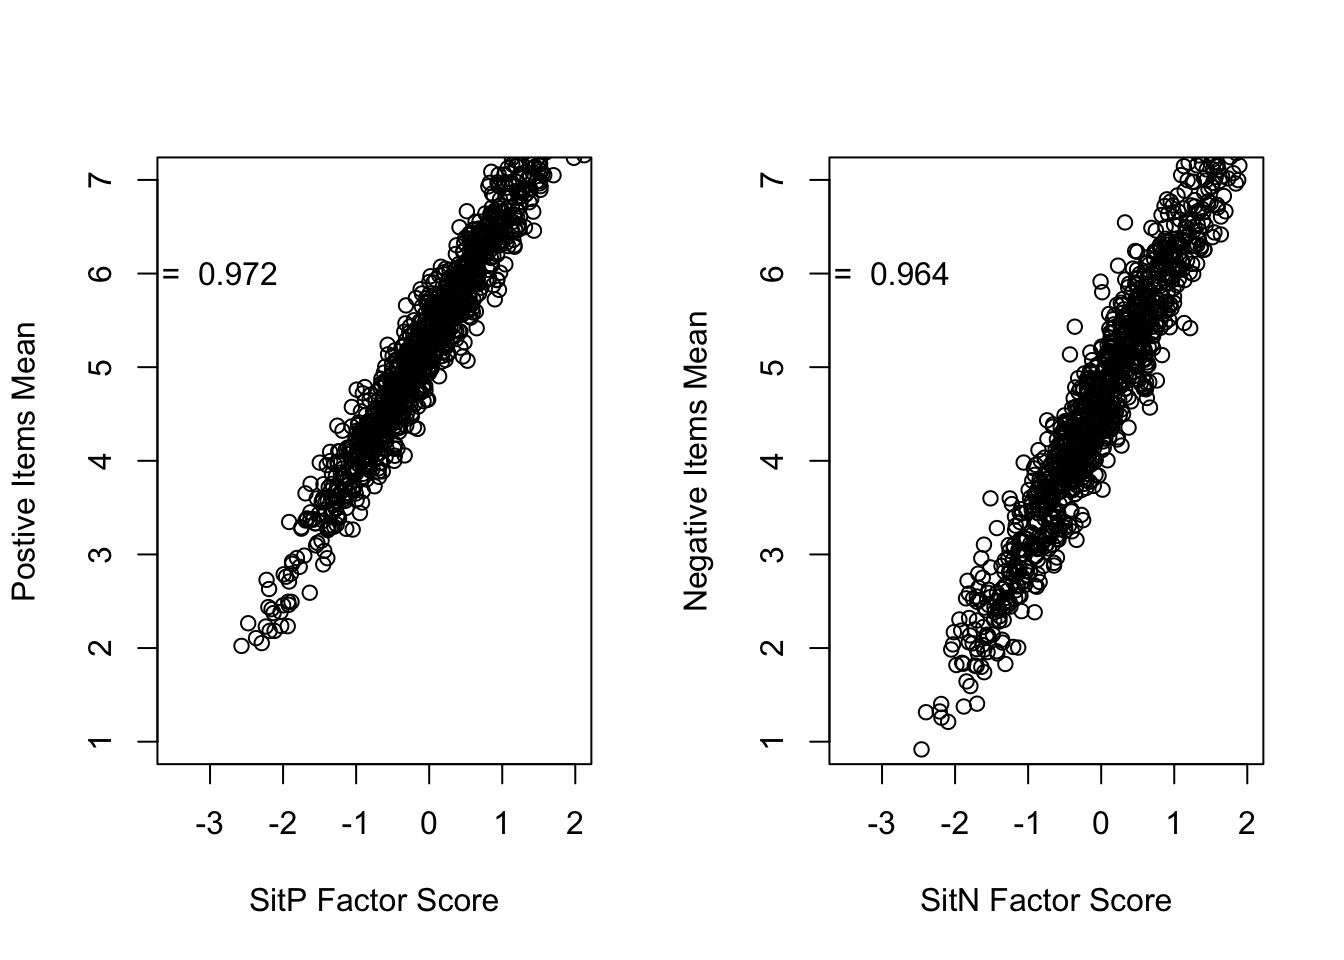 Postive Items Mean
7
6
5
4
3
2
1
= 0.972
-3 -2 -1 0 1 2
SitP Factor Score
Negative Items Mean
7
6
5
4
3
2
1
= 0.964
-3 -2 -1 0 1 2
SitN Factor Score